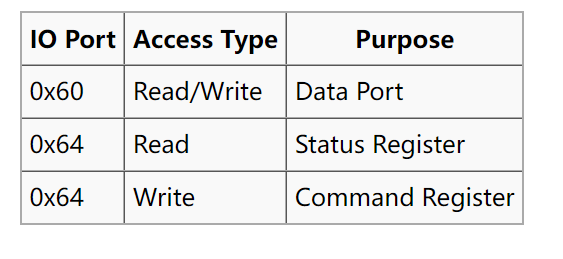 IO Port Access Type Purpose
0x60 Read/Write Data Port
0x64 Read Status Register
0x64 Write Command Register